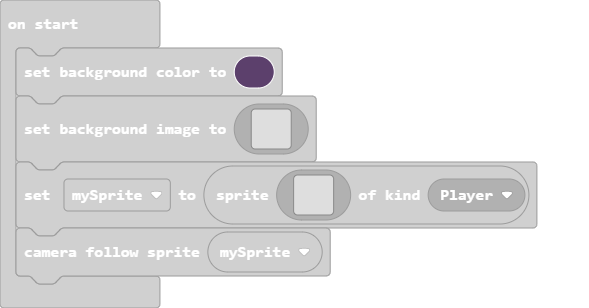 on start
set background color to
set background image to
set mySprite to sprite of kind Player
camera follow sprite mySprite